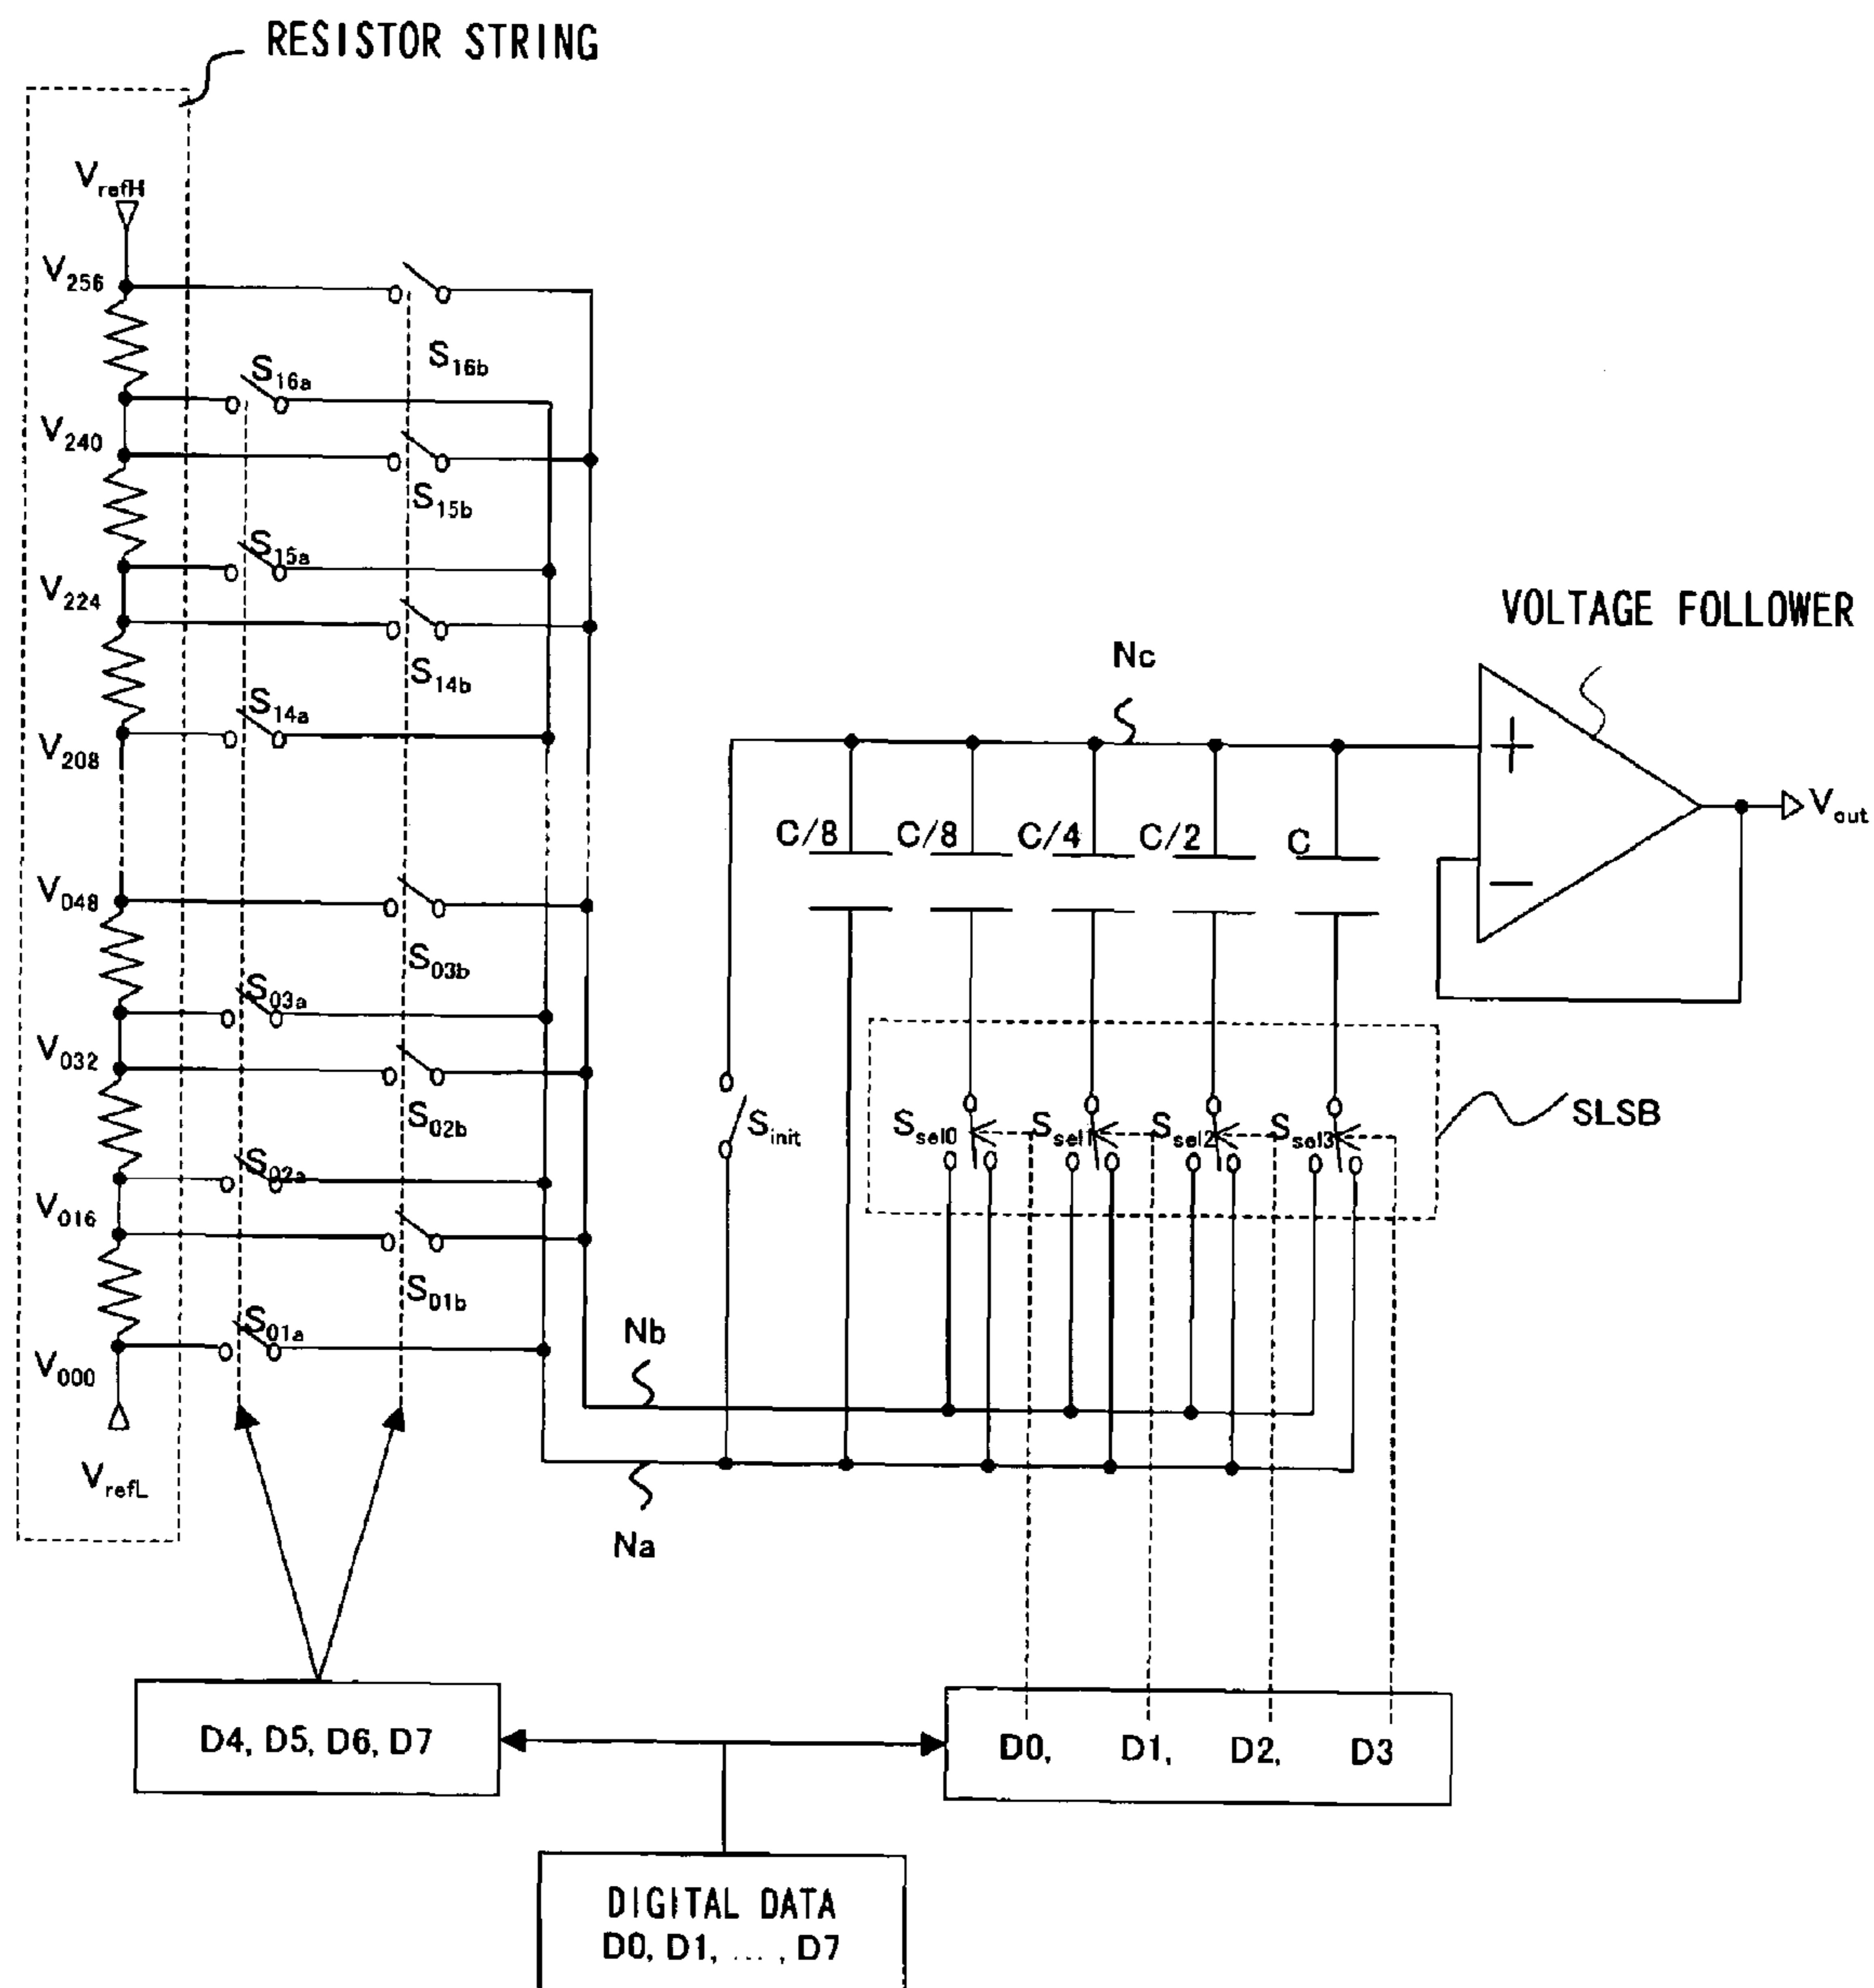 RESISTOR STRING
VrefH
V256
S16b
S16a
V240
S15b
S15a
V224
S14b
S14a
V208
VOLTAGE FOLLOWER
Nc
+
−
Vout
C/8 C/8 C/4 C/2 C
V048
S03b
S03a
V032
S02b
S02a
V016
S01b
S01a
V000
VrefL
Sinit
Ssel0 Ssel1 Ssel2 Ssel3
SLSB
Nb
Na
D4, D5, D6, D7
D0, D1, D2, D3
DIGITAL DATA
D0, D1, ... , D7